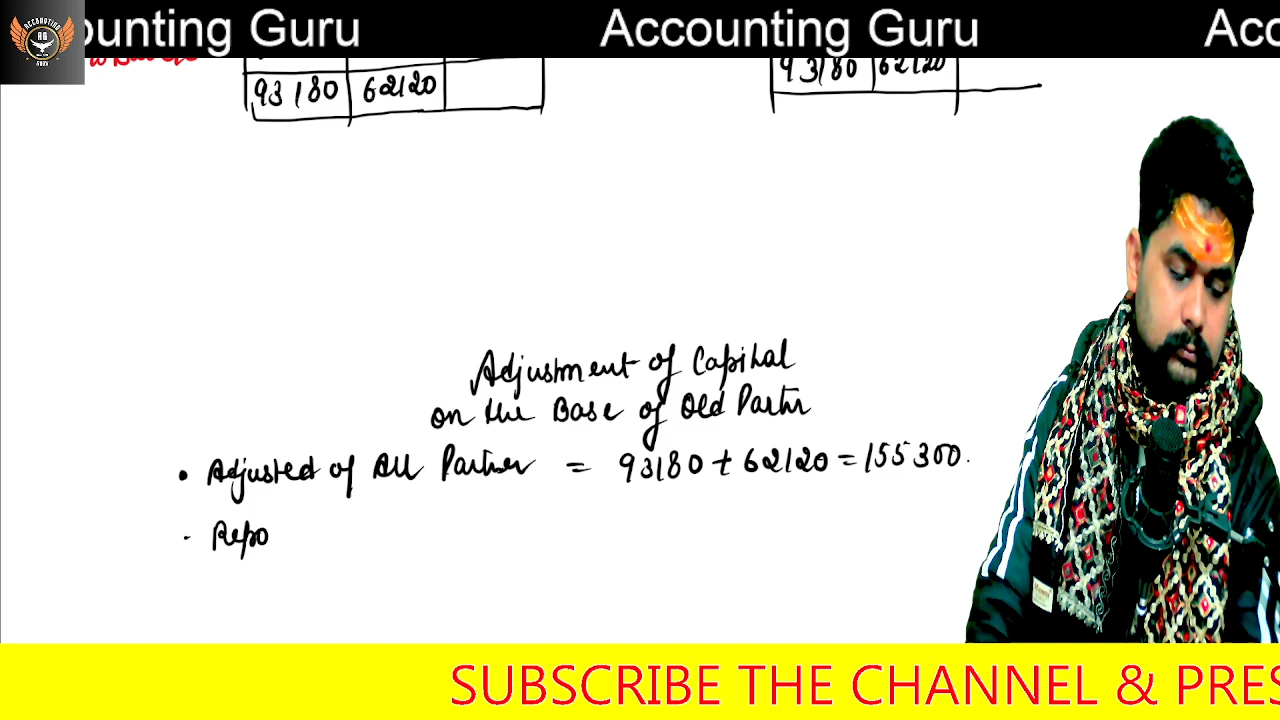 ounting Guru Accounting Guru Acc
93180 62120
93180 62120
Adjustment of Capital
on the Base of Old Partnr
• Adjusted of All Partner = 93180 + 62120 = 155300.
• Repo
SUBSCRIBE THE CHANNEL & PRES